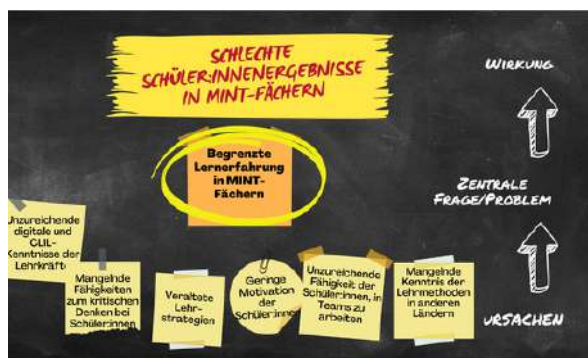 SCHLECHTE
SCHÜLER:INNENERGEBNISSE
IN MINT-FÄCHERN
WIRKUNG
Begrenzte
Lernerfahrung
in MINT-
Fächern
ZENTRALE
FRAGE/PROBLEM
Unzureichende
digitale und
CLIL-
Kenntnisse der
Lehrkräfte
Mangelnde
Fähigkeiten
zum kritischen
Denken bei
Schüler:innen
Veraltete
Lehr-
strategien
Geringe
Motivation
der
Schüler:innen
Unzureichende
Fähigkeit der
Schüler:innen, in
Teams zu
arbeiten
Mangelnde
Kenntnis der
Lehrmethoden
in anderen
Ländern
URSACHEN